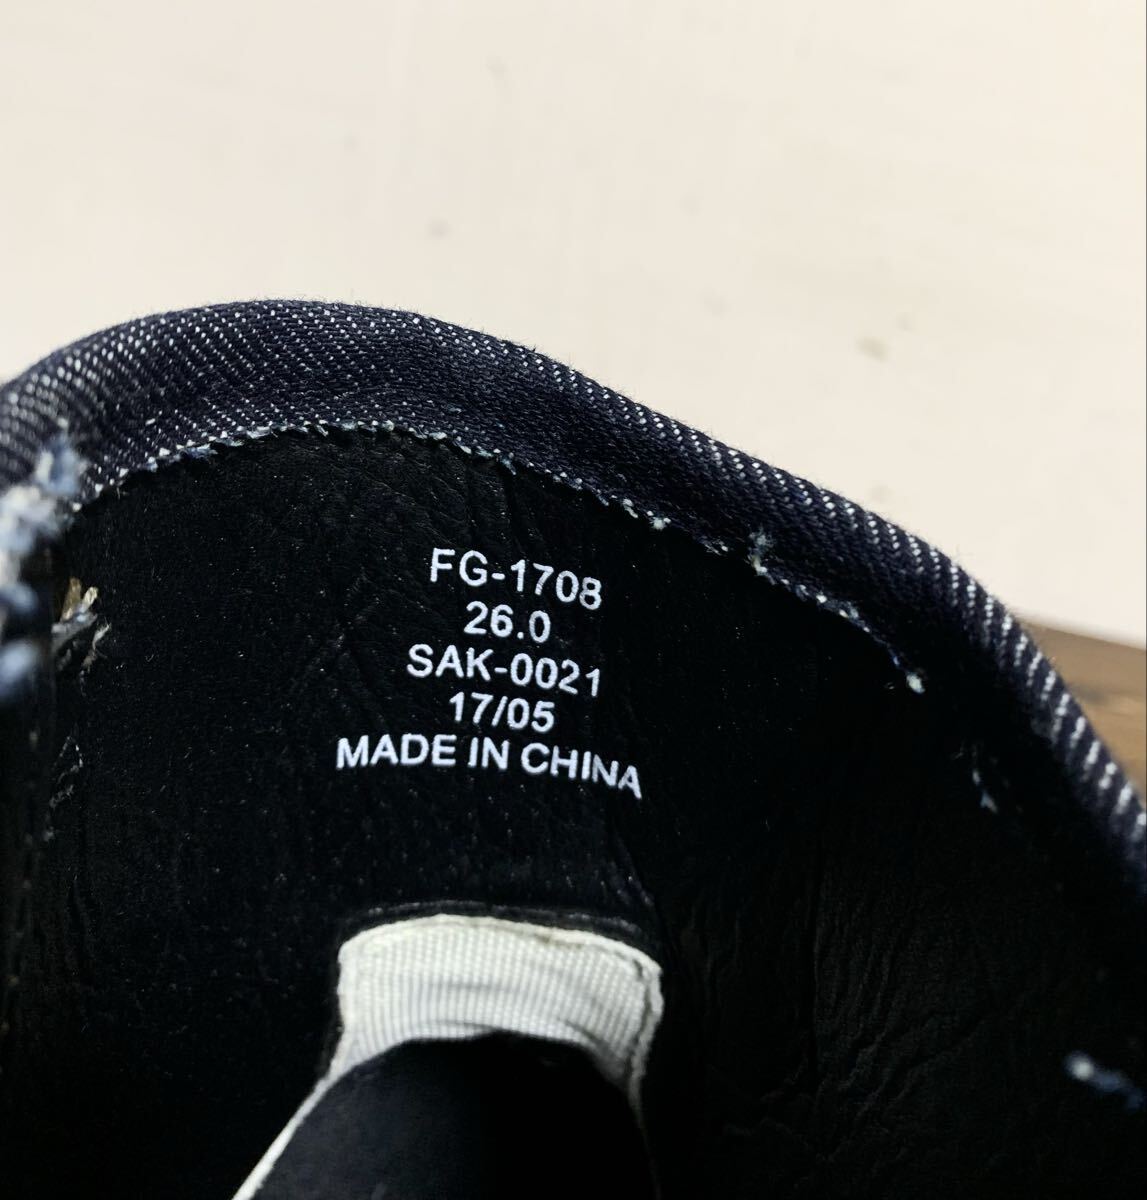 FG-1708
26.0
SAK-0021
17/05
MADE IN CHINA